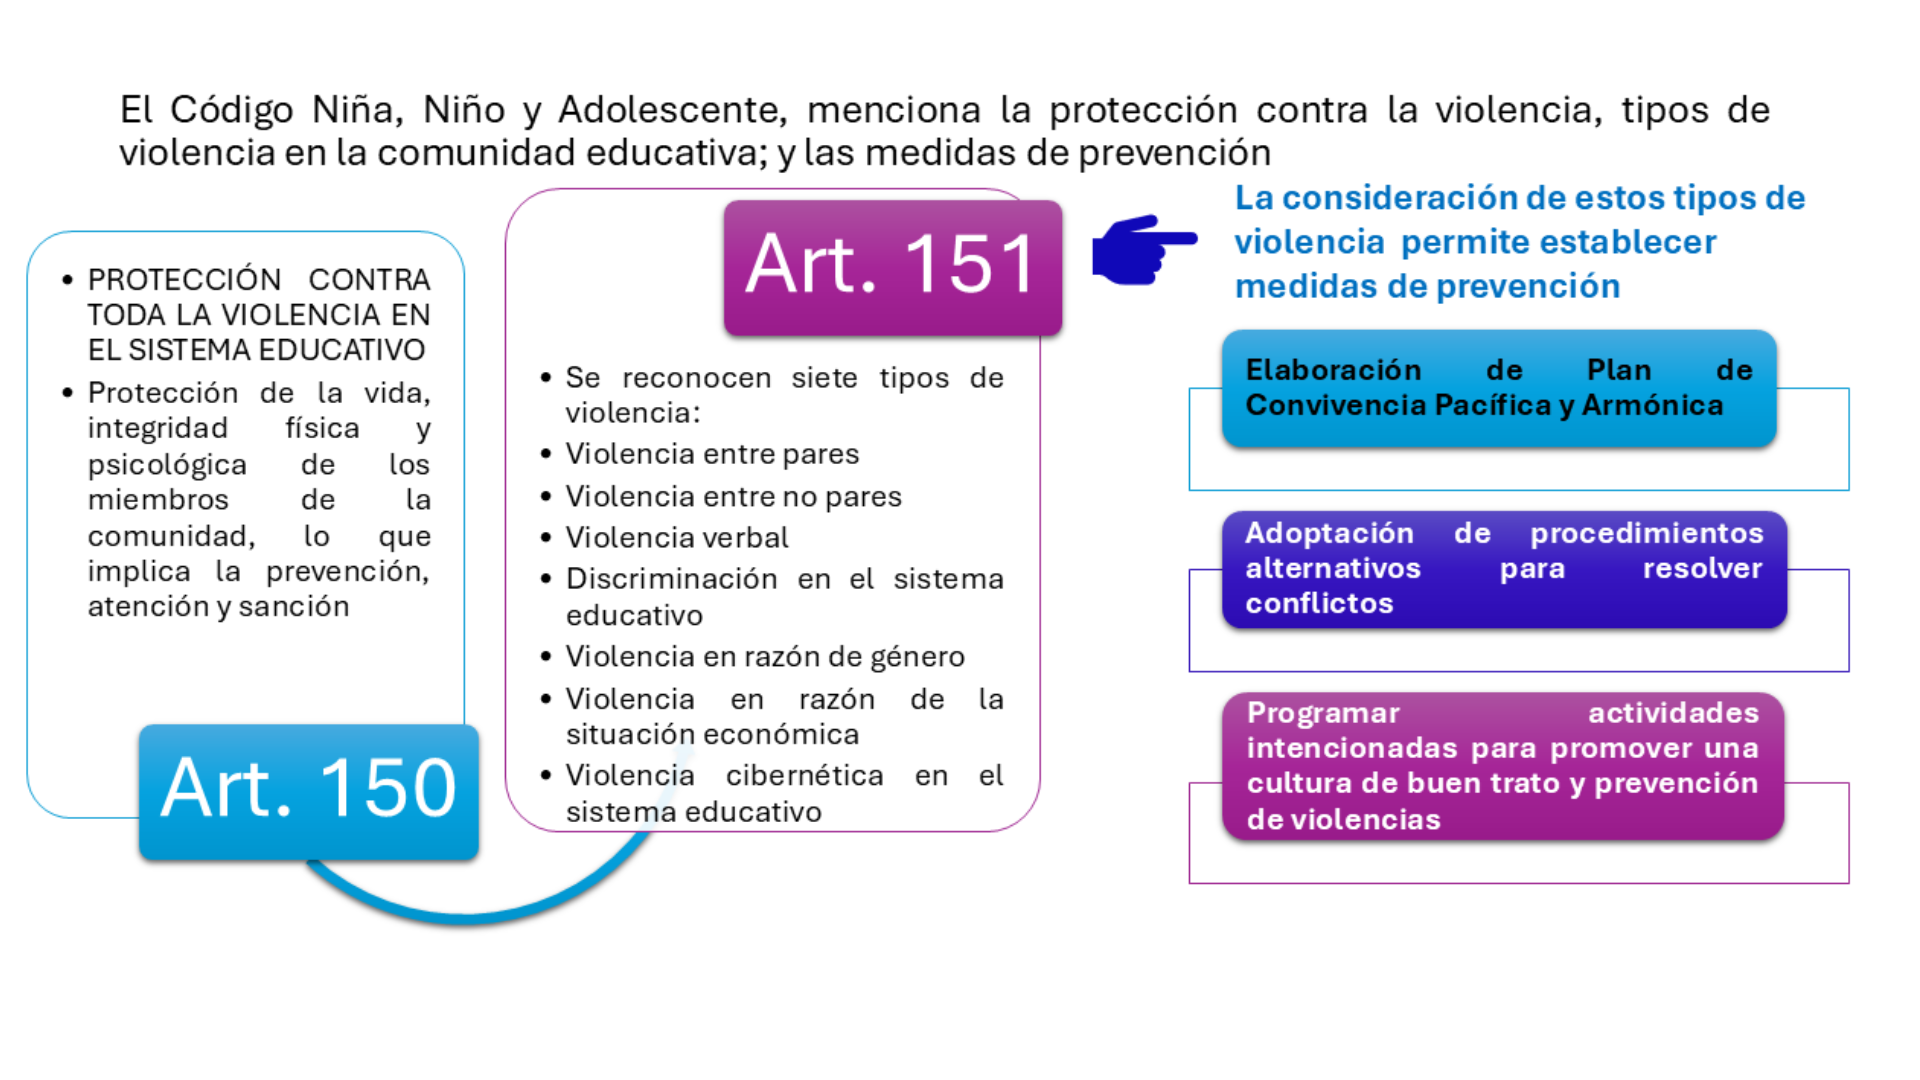 El Código Niña, Niño y Adolescente, menciona la protección contra la violencia, tipos de
violencia en la comunidad educativa; y las medidas de prevención
• PROTECCIÓN CONTRA
TODA LA VIOLENCIA EN
EL SISTEMA EDUCATIVO
• Protección de la vida,
integridad física y
psicológica de los
miembros de la
comunidad, lo que
implica la prevención,
atención y sanción
Art. 150
Art. 151
• Se reconocen siete tipos de
violencia:
• Violencia entre pares
• Violencia entre no pares
• Violencia verbal
• Discriminación en el sistema
educativo
• Violencia en razón de género
• Violencia en razón de la
situación económica
• Violencia cibernética en el
sistema educativo
La consideración de estos tipos de
violencia permite establecer
medidas de prevención
Elaboración de Plan de
Convivencia Pacífica y Armónica
Adoptación de procedimientos
alternativos para resolver
conflictos
Programar actividades
intencionadas para promover una
cultura de buen trato y prevención
de violencias